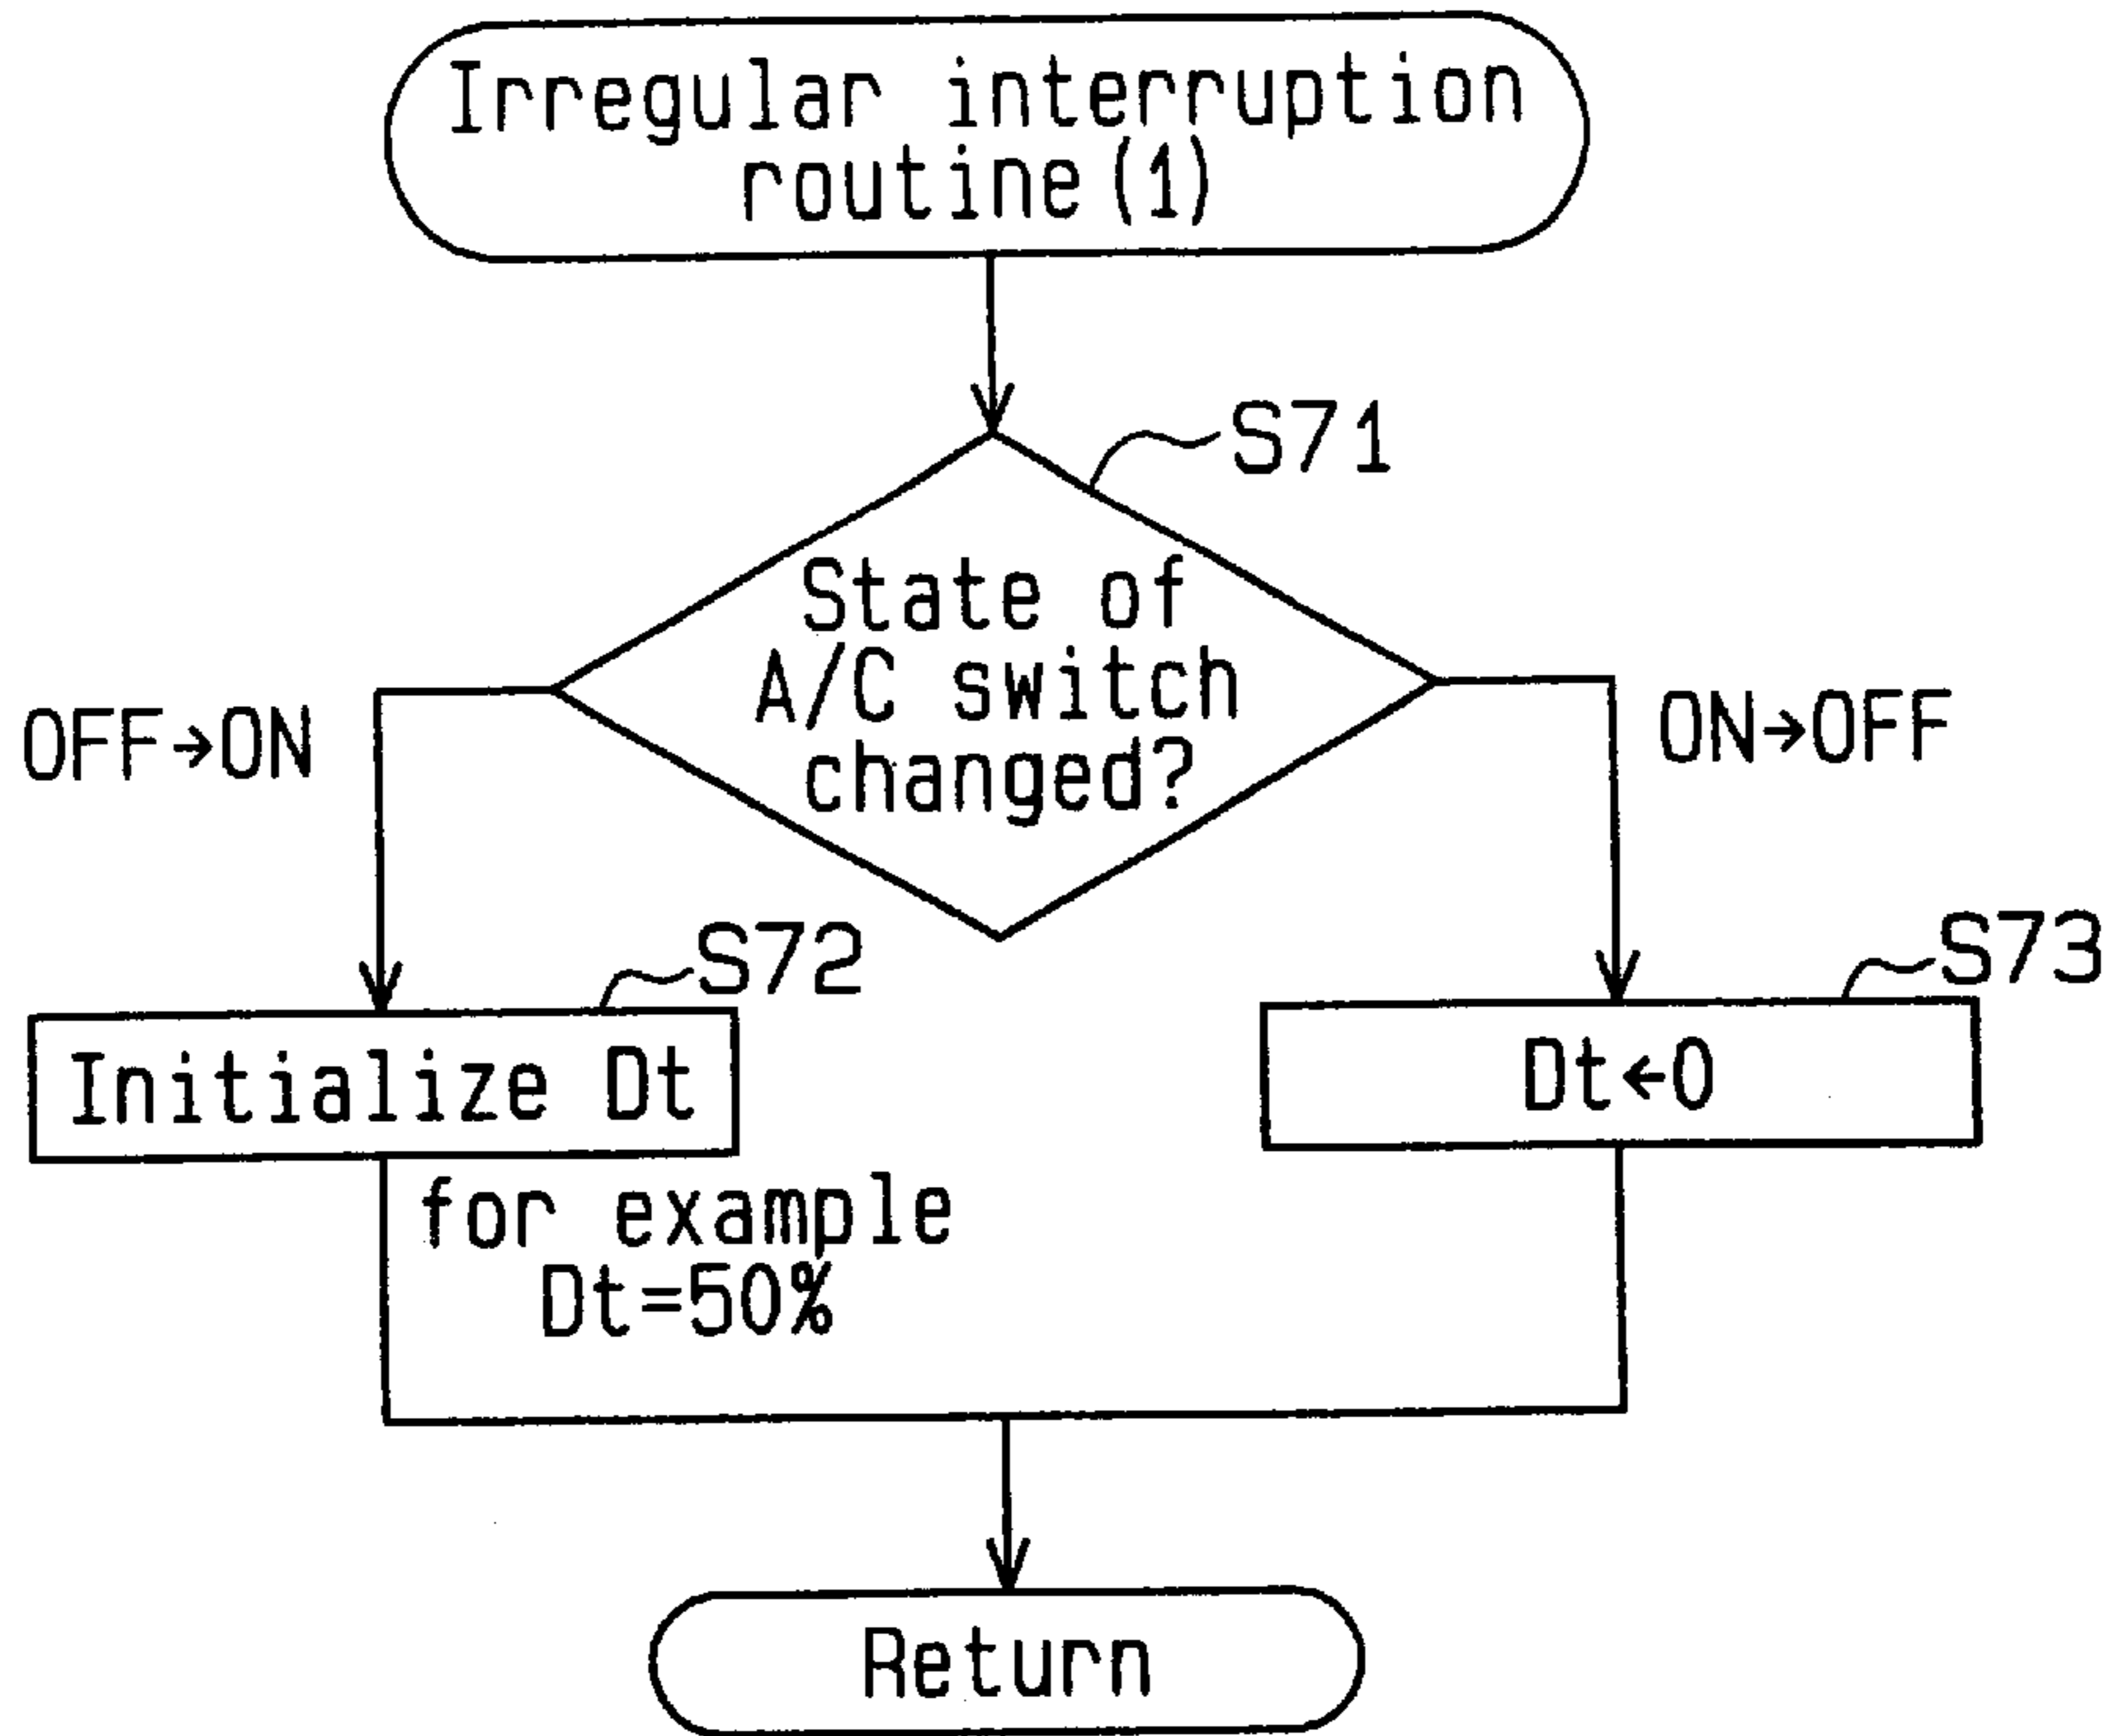 Irregular interruption
routine(1)
S71
State of
A/C switch
changed?
OFF→ON
ON→OFF
S72
S73
Initialize Dt
Dt←0
for example
Dt=50%
Return